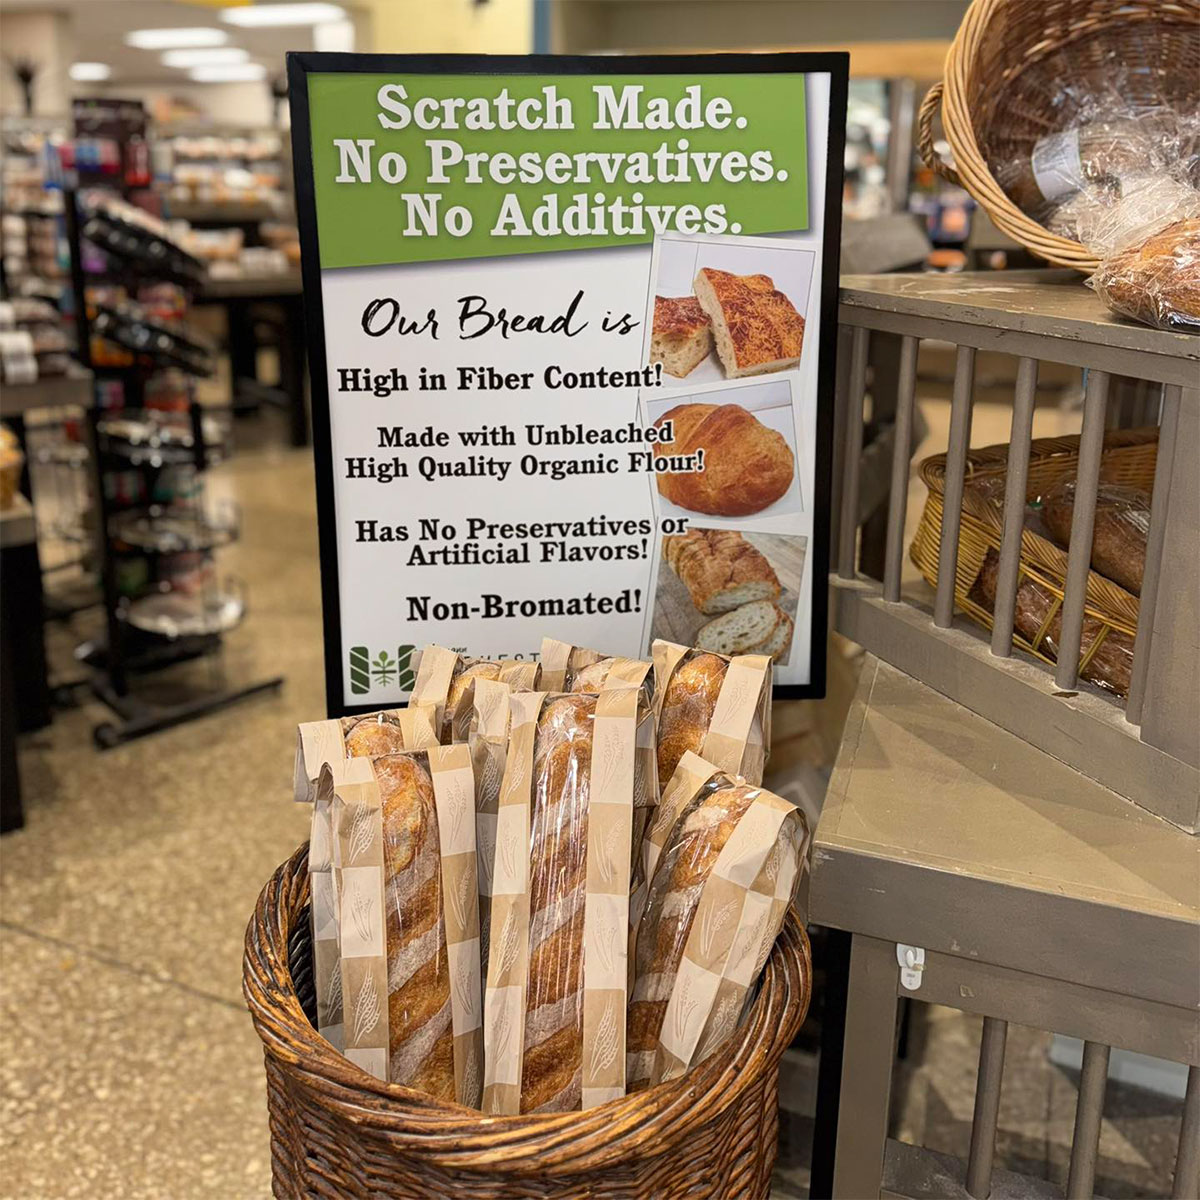 Scratch Made.
No Preservatives.
No Additives.
Our Bread is
High in Fiber Content!
Made with Unbleached
High Quality Organic Flour!
Has No Preservatives or
Artificial Flavors!
Non-Bromated!